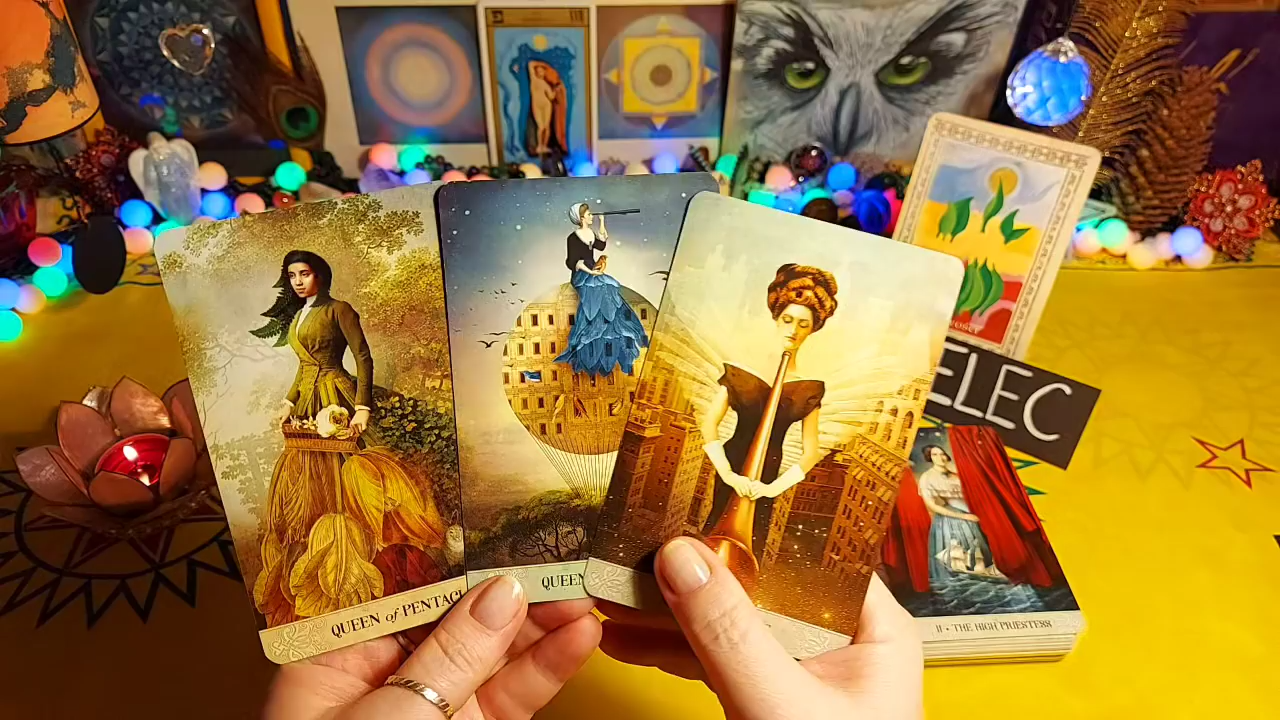 QUEEN of PENTAC
QUEEN
ELEC
II • THE HIGH PRIESTESS